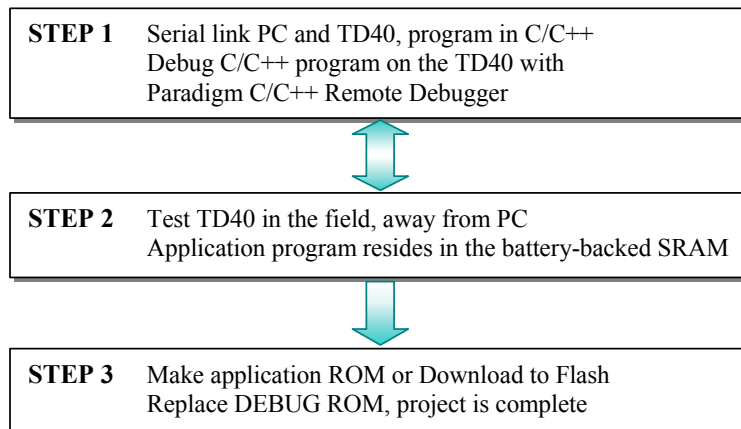 STEP 1 Serial link PC and TD40, program in C/C++
Debug C/C++ program on the TD40 with
Paradigm C/C++ Remote Debugger
STEP 2 Test TD40 in the field, away from PC
Application program resides in the battery-backed SRAM
STEP 3 Make application ROM or Download to Flash
Replace DEBUG ROM, project is complete